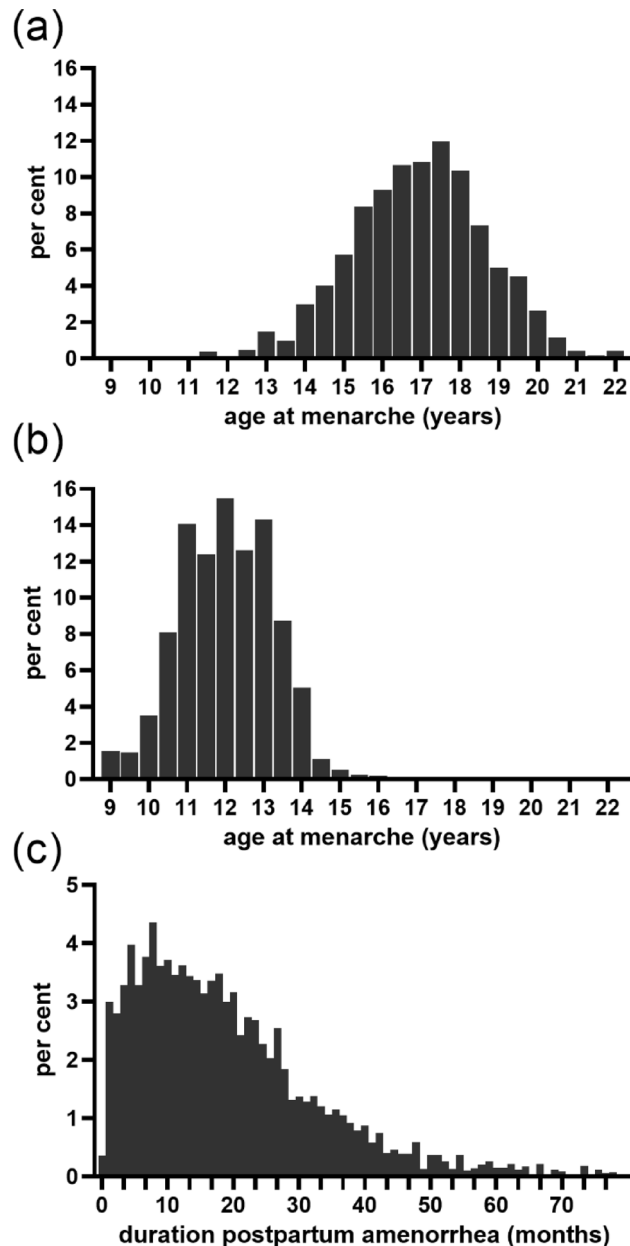 (a)
16
14
12
10
8
6
4
2
0
per cent
9 10 11 12 13 14 15 16 17 18 19 20 21 22
age at menarche (years)
(b)
16
14
12
10
8
6
4
2
0
per cent
9 10 11 12 13 14 15 16 17 18 19 20 21 22
age at menarche (years)
(c)
5
4
3
2
1
0
per cent
0 10 20 30 40 50 60 70
duration postpartum amenorrhea (months)